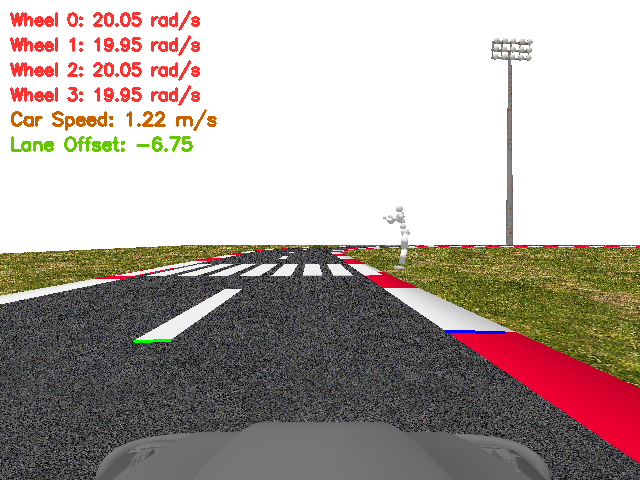 Wheel 0: 20.05 rad/s
Wheel 1: 19.95 rad/s
Wheel 2: 20.05 rad/s
Wheel 3: 19.95 rad/s
Car Speed: 1.22 m/s
Lane Offset: -6.75